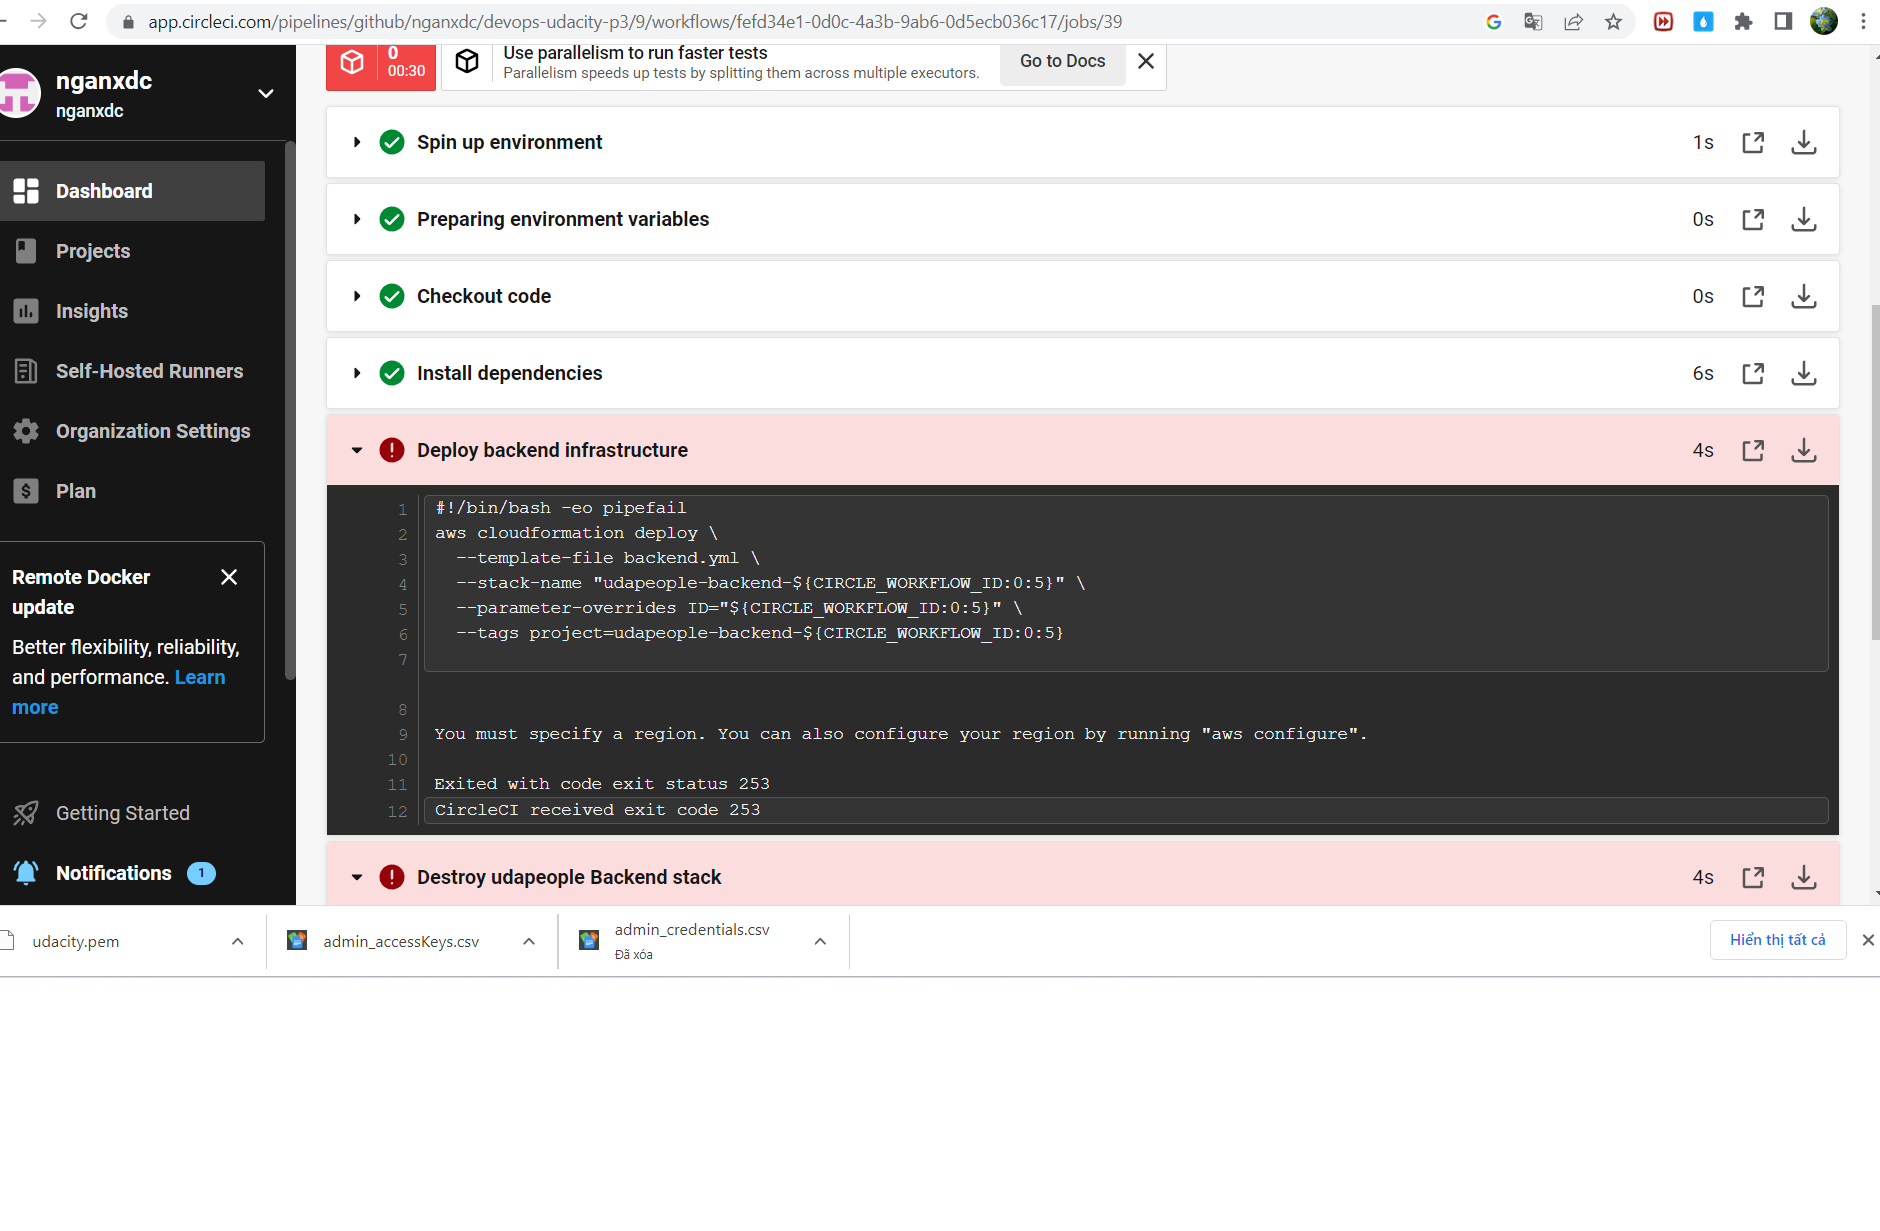 app.circleci.com/pipelines/github/nganxdc/devops-udacity-p3/9/workflows/fefd34e1-0d0c-4a3b-9ab6-0d5ecb036c17/jobs/39
nganxdc
nganxdc
Dashboard
Projects
Insights
Self-Hosted Runners
Organization Settings
Plan
Remote Docker
update
Better flexibility, reliability,
and performance. Learn
more
Getting Started
Notifications 1
0
00:30
Use parallelism to run faster tests
Parallelism speeds up tests by splitting them across multiple executors.
Go to Docs
Spin up environment 1s
Preparing environment variables 0s
Checkout code 0s
Install dependencies 6s
Deploy backend infrastructure 4s
1 #!/bin/bash -eo pipefail
2 aws cloudformation deploy \
3 --template-file backend.yml \
4 --stack-name "udapeople-backend-${CIRCLE_WORKFLOW_ID:0:5}" \
5 --parameter-overrides ID="${CIRCLE_WORKFLOW_ID:0:5}" \
6 --tags project=udapeople-backend-${CIRCLE_WORKFLOW_ID:0:5}
7
8
9 You must specify a region. You can also configure your region by running "aws configure".
10
11 Exited with code exit status 253
12 CircleCI received exit code 253
Destroy udapeople Backend stack 4s
udacity.pem
admin_accessKeys.csv
admin_credentials.csv
Đã xóa
Hiển thị tất cả